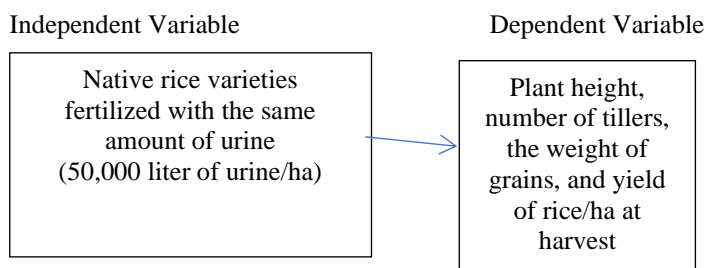 Independent Variable
Dependent Variable
Native rice varieties
fertilized with the same
amount of urine
(50,000 liter of urine/ha)
Plant height,
number of tillers,
the weight of
grains, and yield
of rice/ha at
harvest